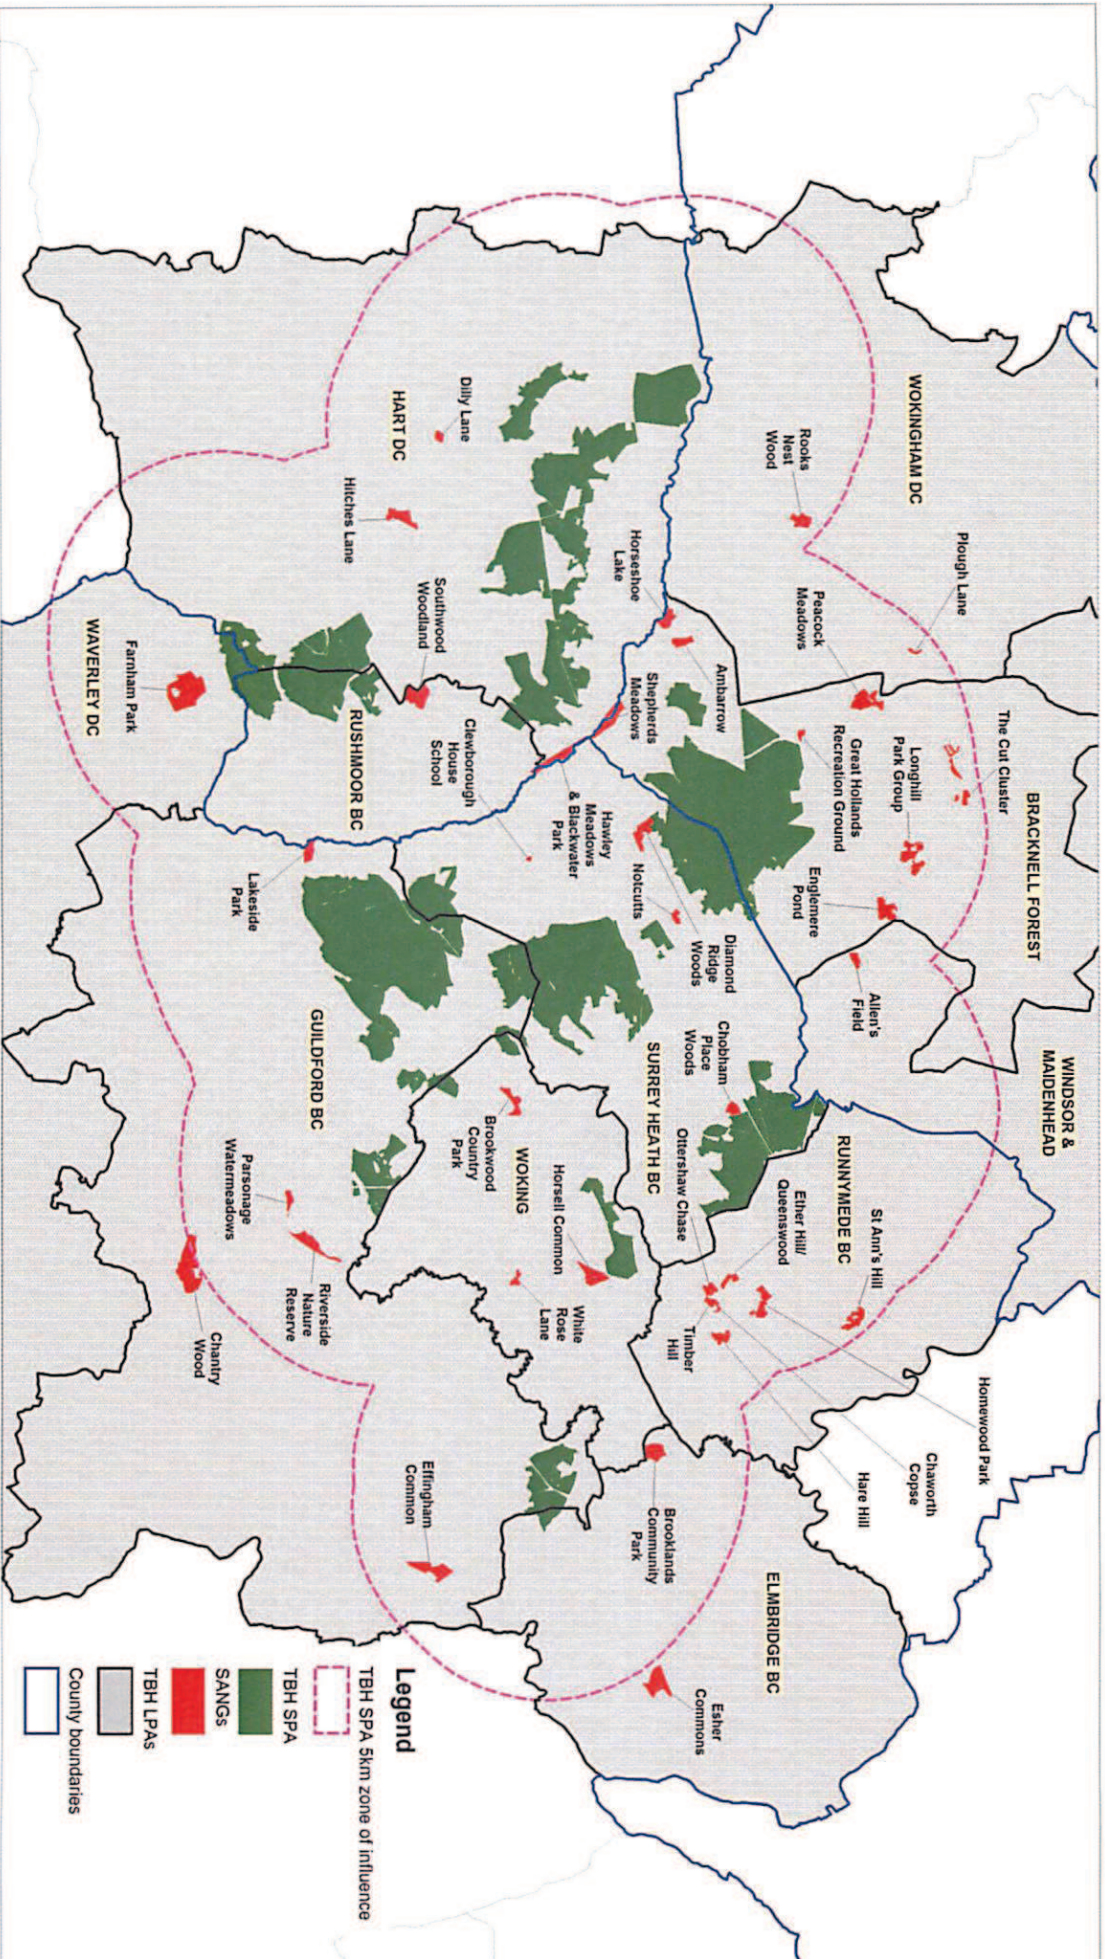 WINDSOR &
MAIDENHEAD
BRACKNELL FOREST
The Cut Cluster
Homewood Park
Plough Lane
Chaworth
Copse
WOKINGHAM DC
Longhill
Park Group
St Ann's Hill
Allen's
Field
Hare Hill
Great Hollands
Recreation Ground
RUNNYMEDE BC
Peacock
Meadows
Englemere
Pond
Rooks
Nest
Wood
Ether Hill/
Queenswood
ELMBRIDGE BC
Ambarrow
Diamond
Ridge
Woods
Chobham
Place
Woods
Esher
Commons
Ottershaw Chase
Timber
Hill
Shepherds
Meadows
SURREY HEATH BC
Horseshoe
Lake
Notcutts
Brooklands
Community
Park
Hawley
Meadows
& Blackwater
Park
Horsell Common
White
Rose
Lane
WOKING
Dilly Lane
Clewborough
House
School
Brookwood
Country
Park
Southwood
Woodland
Effingham
Common
HART DC
RUSHMOOR BC
Hitches Lane
GUILDFORD BC
Riverside
Nature
Reserve
Lakeside
Park
Parsonage
Watermeadows
Chantry
Wood
Farnham Park
WAVERLEY DC
Legend
TBH SPA 5km zone of influence
TBH SPA
SANGs
TBH LPAs
County boundaries